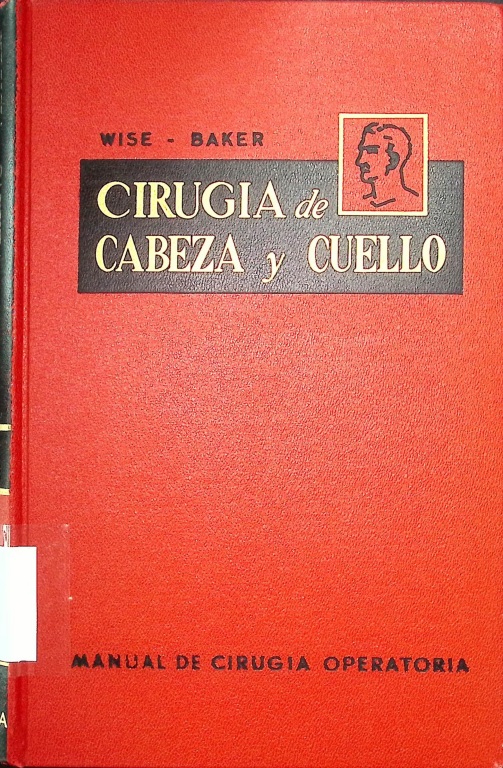 WISE - BAKER
CIRUGIA de
CABEZA y CUELLO
MANUAL DE CIRUGIA OPERATORIA
A